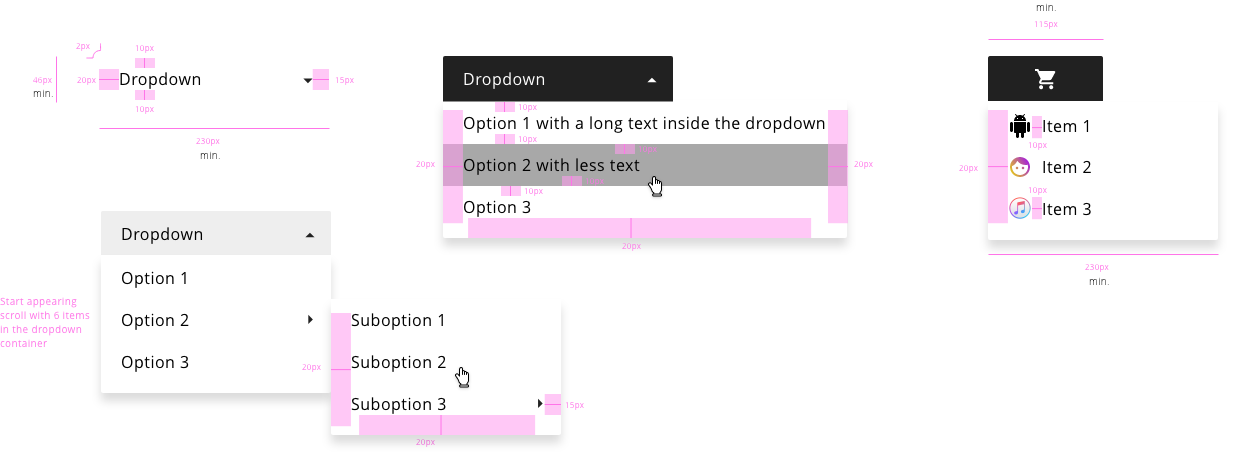 min.
115px
2px
10px
46px
min.
20px
Dropdown
15px
10px
230px
min.
Dropdown
10px
Option 1 with a long text inside the dropdown
10px
20px
Option 2 with less text
20px
10px
Option 3
20px
Item 1
10px
20px
Item 2
10px
Item 3
230px
min.
Dropdown
Option 1
Start appearing
scroll with 6 items
in the dropdown
container
Option 2
Option 3
20px
Suboption 1
Suboption 2
Suboption 3
15px
20px